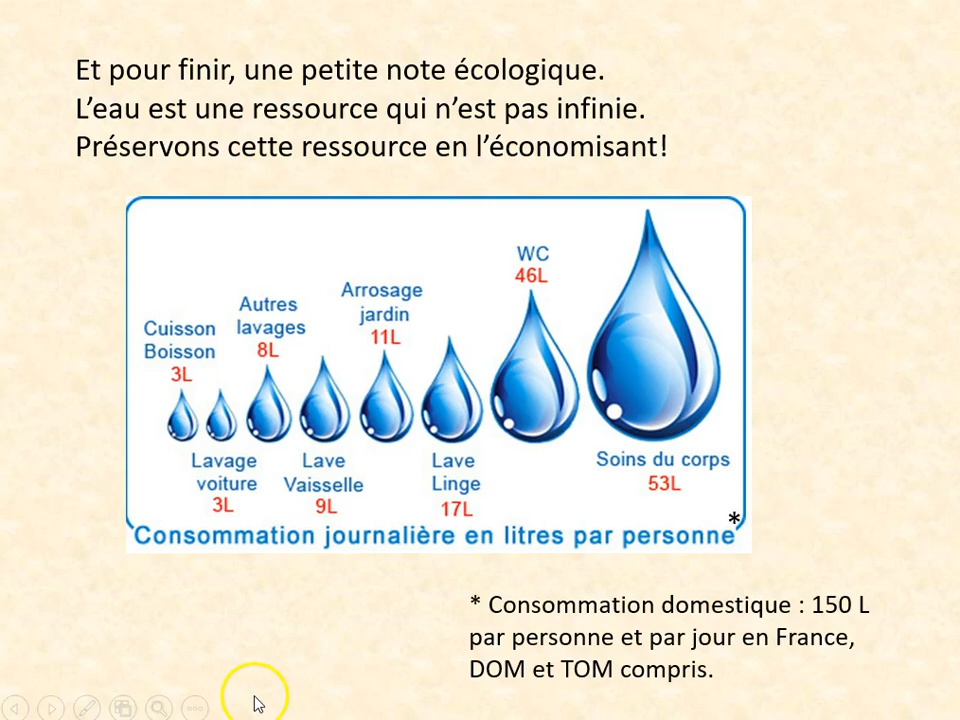 Et pour finir, une petite note écologique.
L’eau est une ressource qui n’est pas infinie.
Préservons cette ressource en l’économisant!
Cuisson
Boisson
3L
Lavage
voiture
3L
Autres
lavages
8L
Lave
Vaisselle
9L
Arrosage
jardin
11L
Lave
Linge
17L
WC
46L
Soins du corps
53L
Consommation journalière en litres par personne*
* Consommation domestique : 150 L
par personne et par jour en France,
DOM et TOM compris.